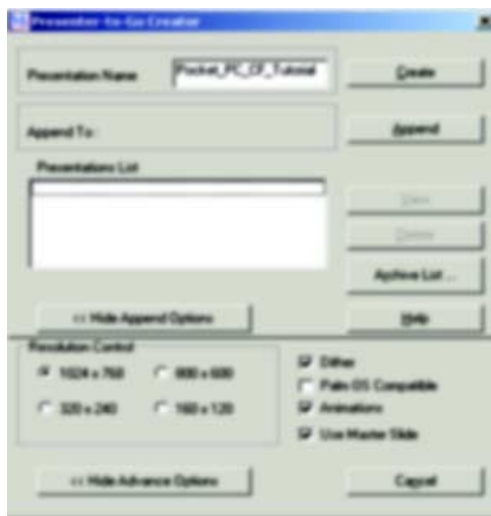 Presenter-to-Go Creator
Presentation Name
Pocket_PC_CF_Tutorial
Create
Append To:
Append
Presentations List
View
Delete
Archive List ...
<< Hide Append Options
Help
Resolution Control
1024 x 768
800 x 600
320 x 240
160 x 120
Dither
Palm OS Compatible
Animations
Use Master Slide
<< Hide Advance Options
Cancel